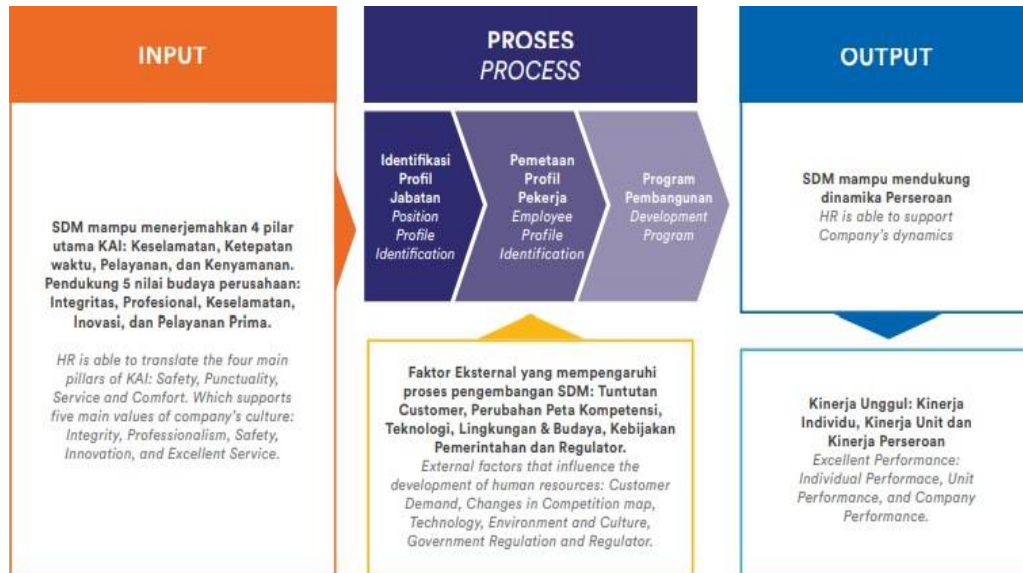 INPUT
SDM mampu menerjemahkan 4 pilar
utama KAI: Keselamatan, Ketepatan
waktu, Pelayanan, dan Kenyamanan.
Pendukung 5 nilai budaya perusahaan:
Integritas, Profesional, Keselamatan,
Inovasi, dan Pelayanan Prima.
HR is able to translate the four main
pillars of KAI: Safety, Punctuality,
Service and Comfort. Which supports
five main values of company's culture:
Integrity, Professionalism, Safety,
Innovation, and Excellent Service.
PROSES
PROCESS
Identifikasi
Profil
Jabatan
Position
Profile
Identification
Pemetaan
Profil
Pekerja
Employee
Profile
Identification
Program
Pembangunan
Development
Program
Faktor Eksternal yang mempengaruhi
proses pengembangan SDM: Tuntutan
Customer, Perubahan Peta Kompetensi,
Teknologi, Lingkungan & Budaya, Kebijakan
Pemerintahan dan Regulator.
External factors that influence the
development of human resources: Customer
Demand, Changes in Competition map,
Technology, Environment and Culture,
Government Regulation and Regulator.
OUTPUT
SDM mampu mendukung
dinamika Perseroan
HR is able to support
Company's dynamics
Kinerja Unggul: Kinerja
Individu, Kinerja Unit dan
Kinerja Perseroan
Excellent Performance:
Individual Performace, Unit
Performance, and Company
Performance.